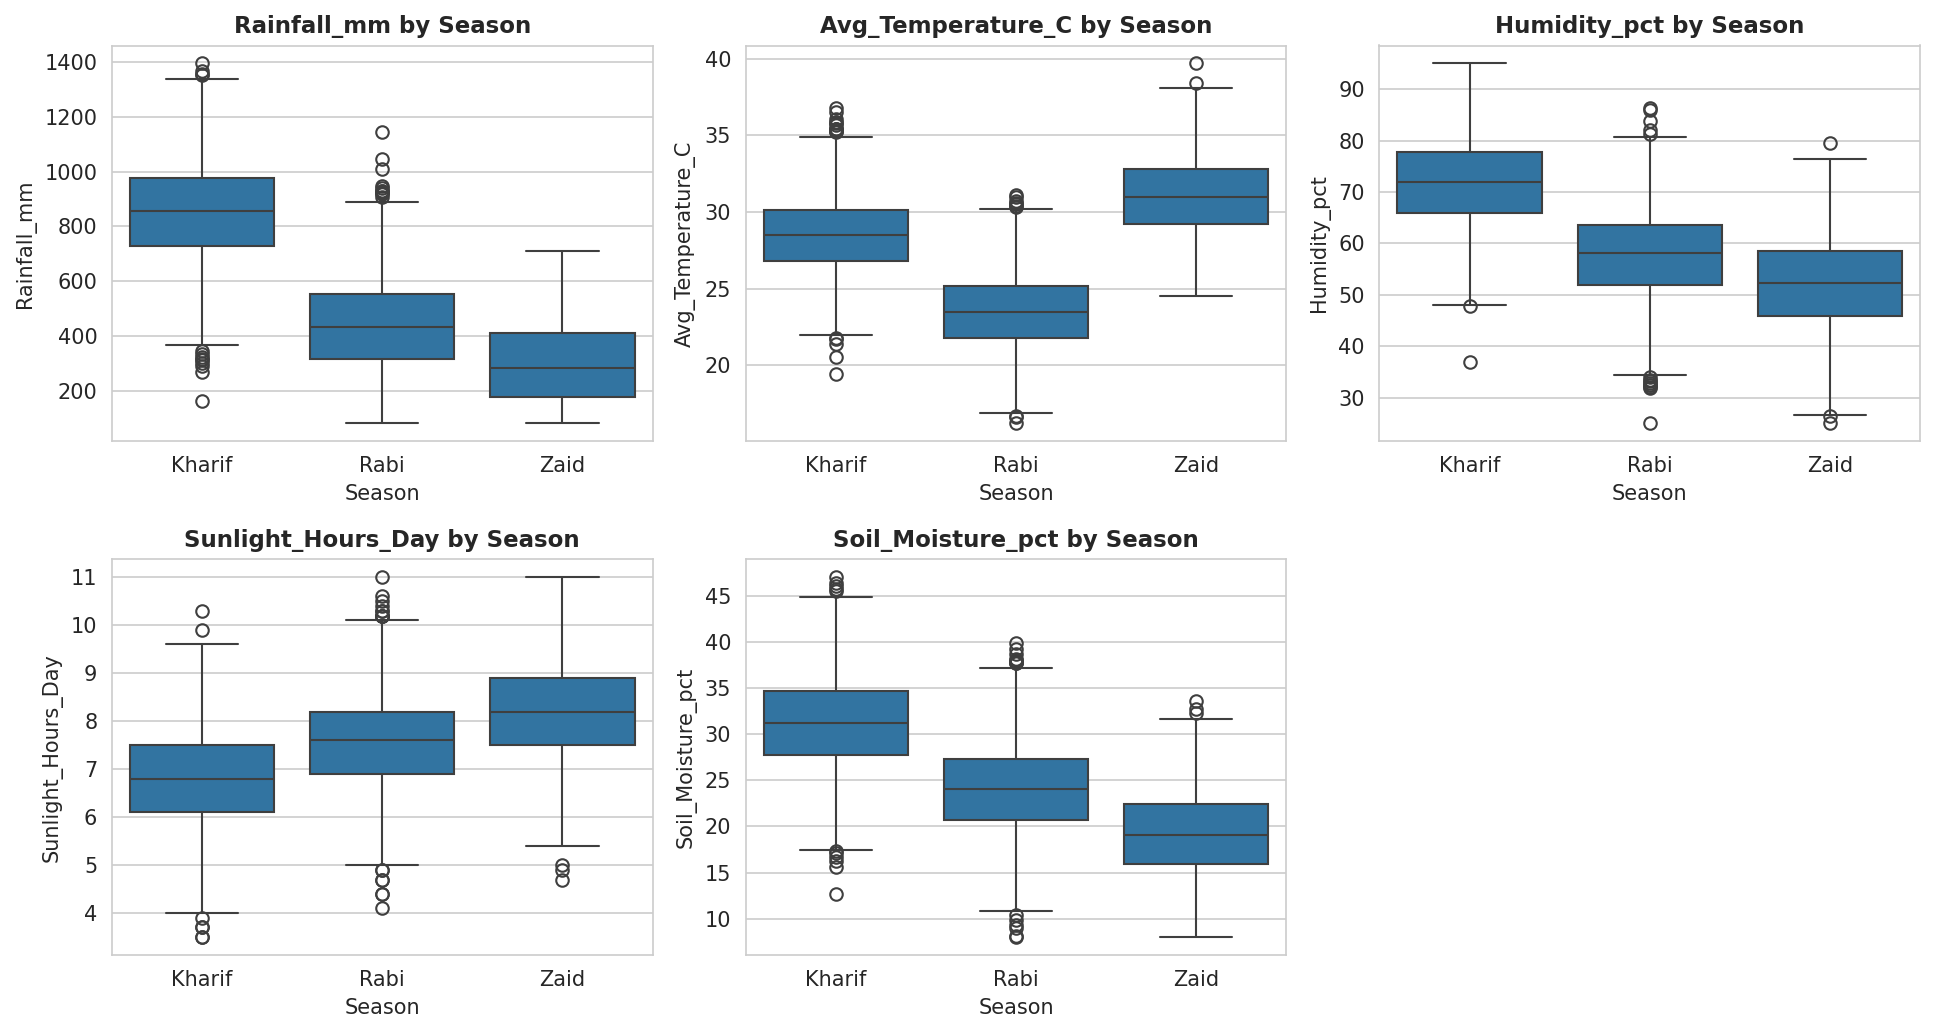 Rainfall_mm by Season
Rainfall_mm
1400
1200
1000
800
600
400
200
Kharif Rabi Zaid
Season
Avg_Temperature_C by Season
Avg_Temperature_C
40
35
30
25
20
Kharif Rabi Zaid
Season
Humidity_pct by Season
Humidity_pct
90
80
70
60
50
40
30
Kharif Rabi Zaid
Season
Sunlight_Hours_Day by Season
Sunlight_Hours_Day
11
10
9
8
7
6
5
4
Kharif Rabi Zaid
Season
Soil_Moisture_pct by Season
Soil_Moisture_pct
45
40
35
30
25
20
15
10
Kharif Rabi Zaid
Season